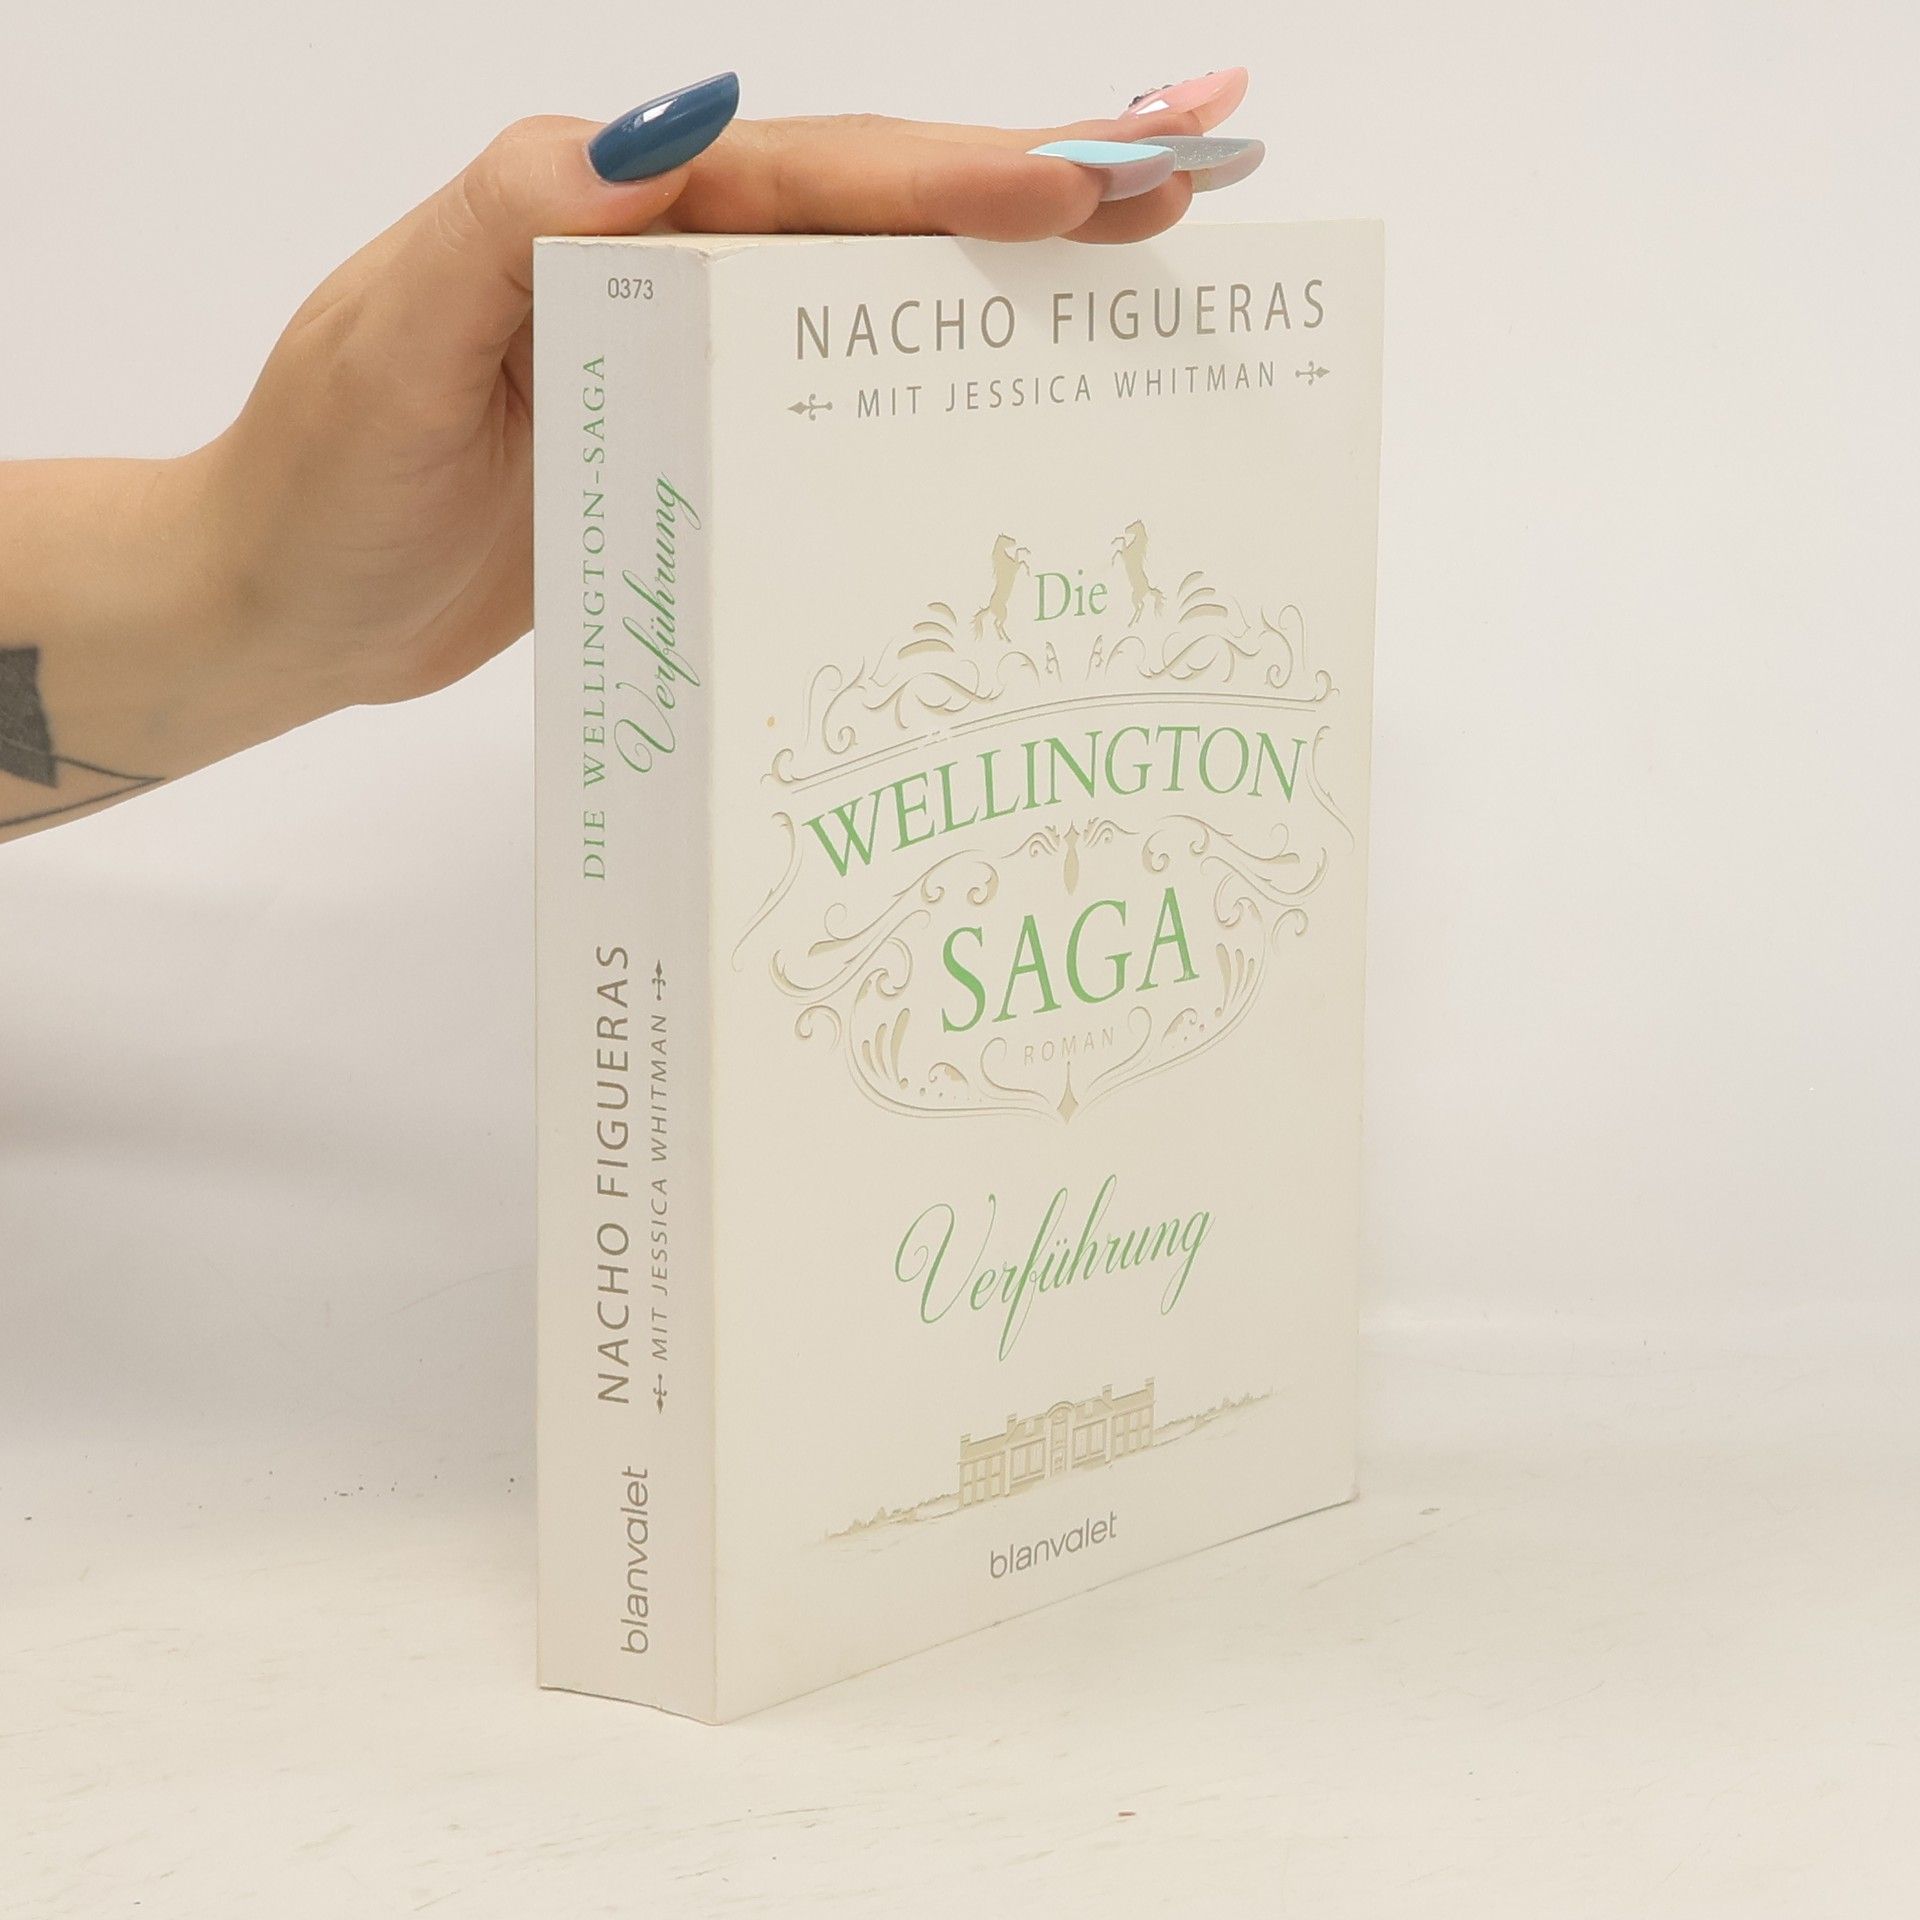 0373
DIE WELLINGTON-SAGA
Verführung
NACHO FIGUERAS
MIT JESSICA WHITMAN
blanvalet
NACHO FIGUERAS
MIT JESSICA WHITMAN
Die
WELLINGTON
SAGA
ROMAN
Verführung
blanvalet